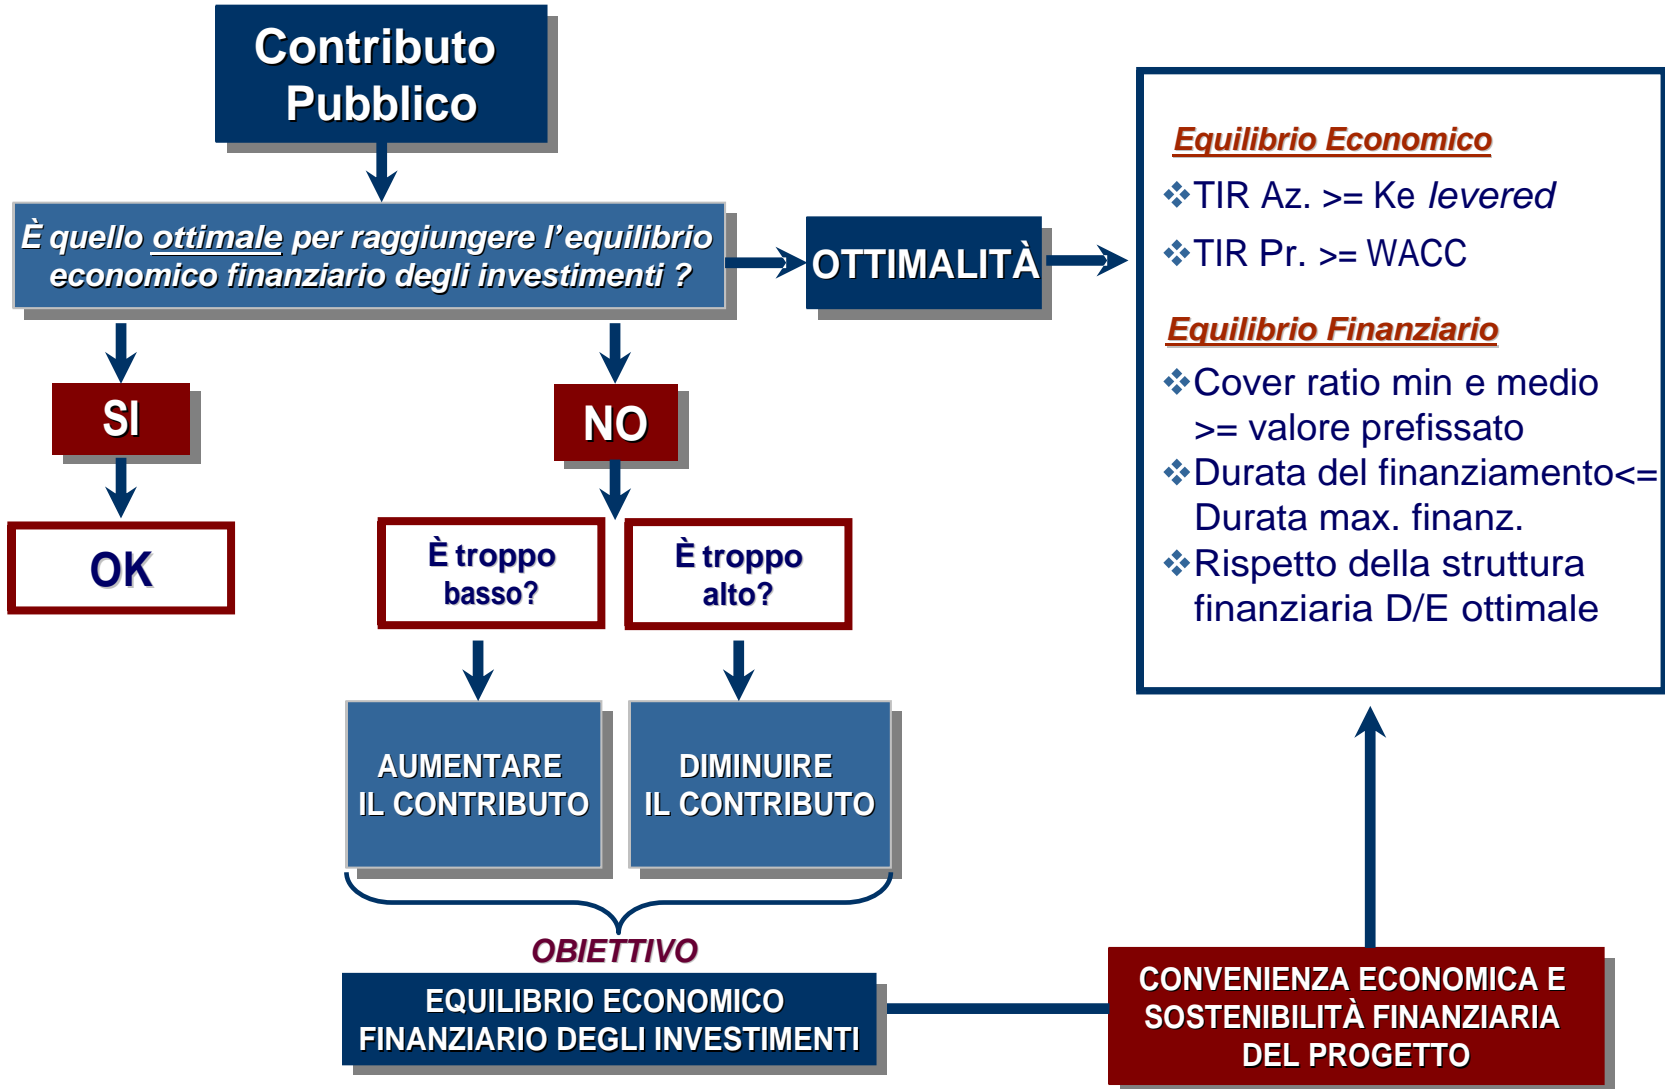 Contributo
Pubblico
È quello ottimale per raggiungere l'equilibrio
economico finanziario degli investimenti ?
OTTIMALITÀ
SI
NO
OK
È troppo
basso?
È troppo
alto?
AUMENTARE
IL CONTRIBUTO
DIMINUIRE
IL CONTRIBUTO
OBIETTIVO
EQUILIBRIO ECONOMICO
FINANZIARIO DEGLI INVESTIMENTI
Equilibrio Economico
❖TIR Az. >= Ke levered
❖TIR Pr. >= WACC
Equilibrio Finanziario
❖Cover ratio min e medio
>= valore prefissato
❖Durata del finanziamento<=
Durata max. finanz.
❖Rispetto della struttura
finanziaria D/E ottimale
CONVENIENZA ECONOMICA E
SOSTENIBILITÀ FINANZIARIA
DEL PROGETTO